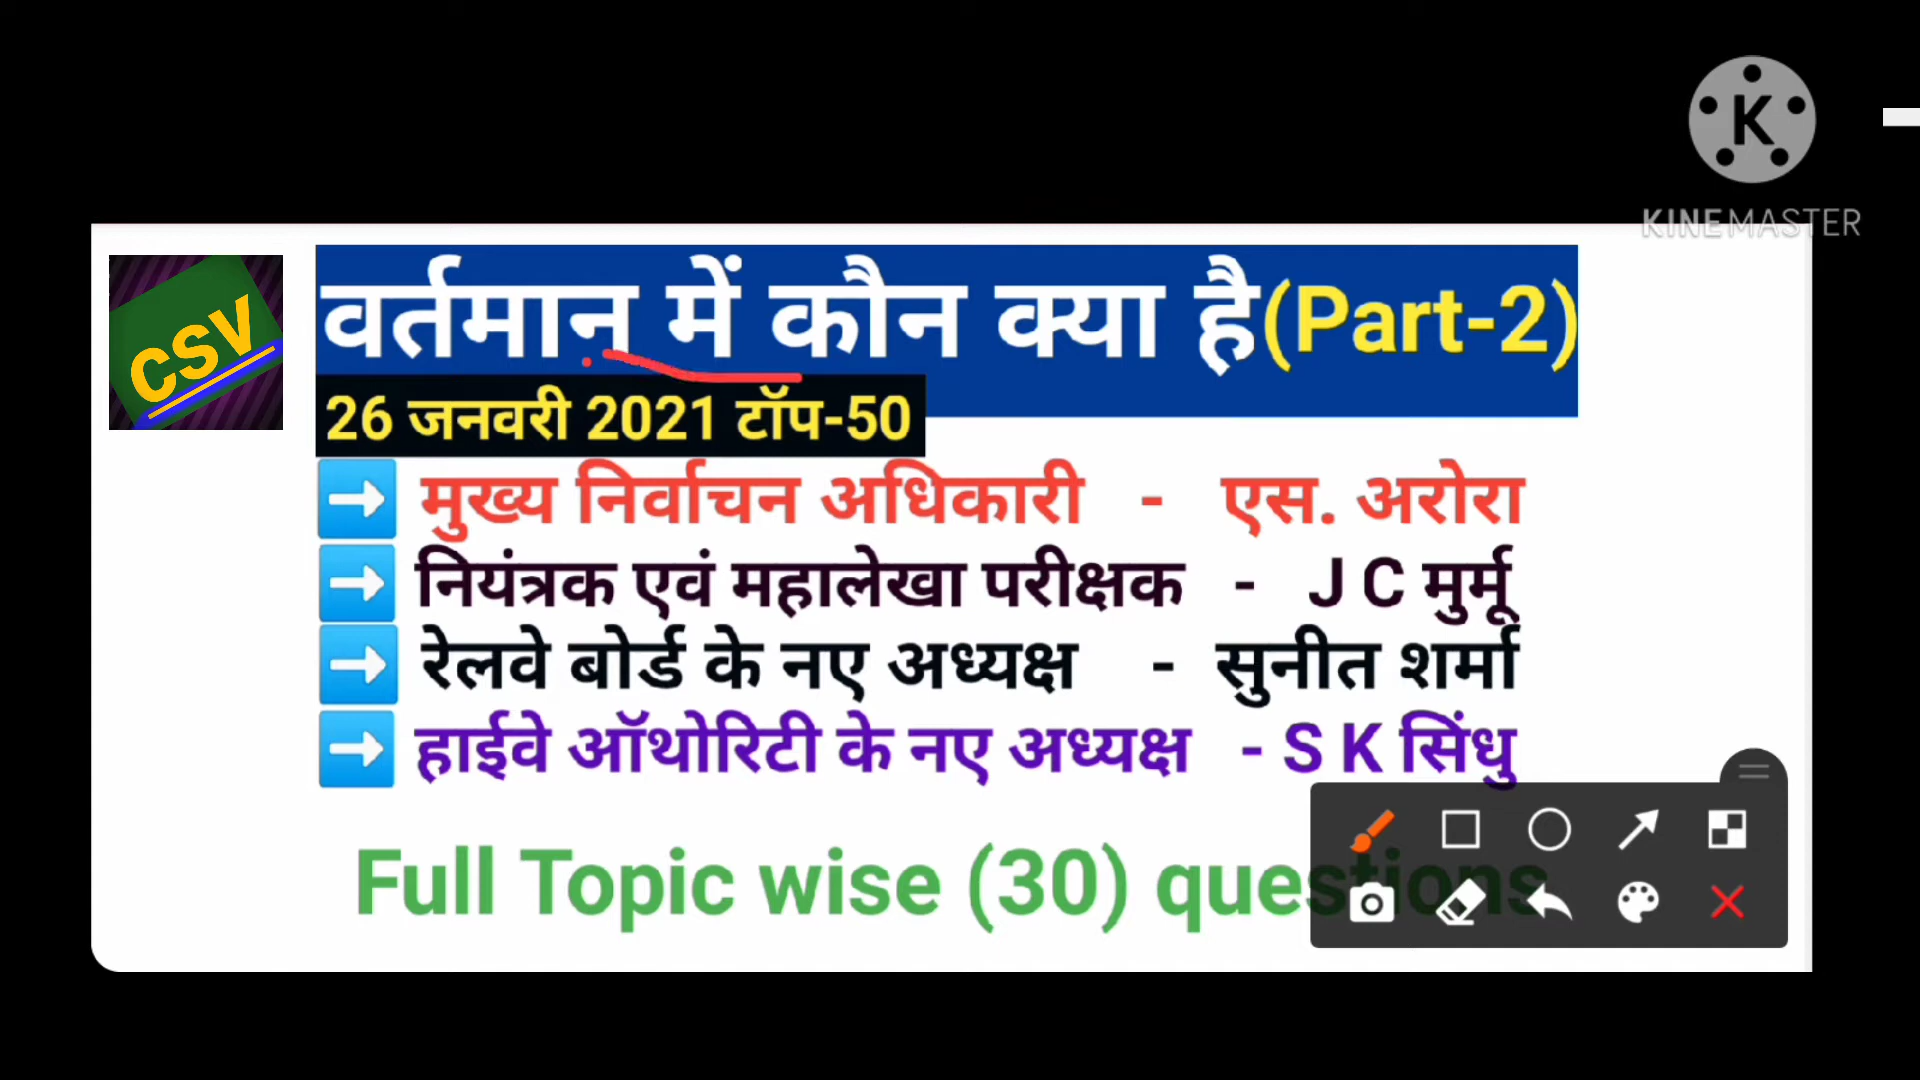 K
KINEMASTER
CSV
वर्तमान में कौन क्या है(Part-2)
26 जनवरी 2021 टॉप-50
मुख्य निर्वाचन अधिकारी - एस. अरोरा
नियंत्रक एवं महालेखा परीक्षक - J C मुर्मू
रेलवे बोर्ड के नए अध्यक्ष - सुनीत शर्मा
हाईवे ऑथोरिटी के नए अध्यक्ष - S K सिंधु
Full Topic wise (30) questions